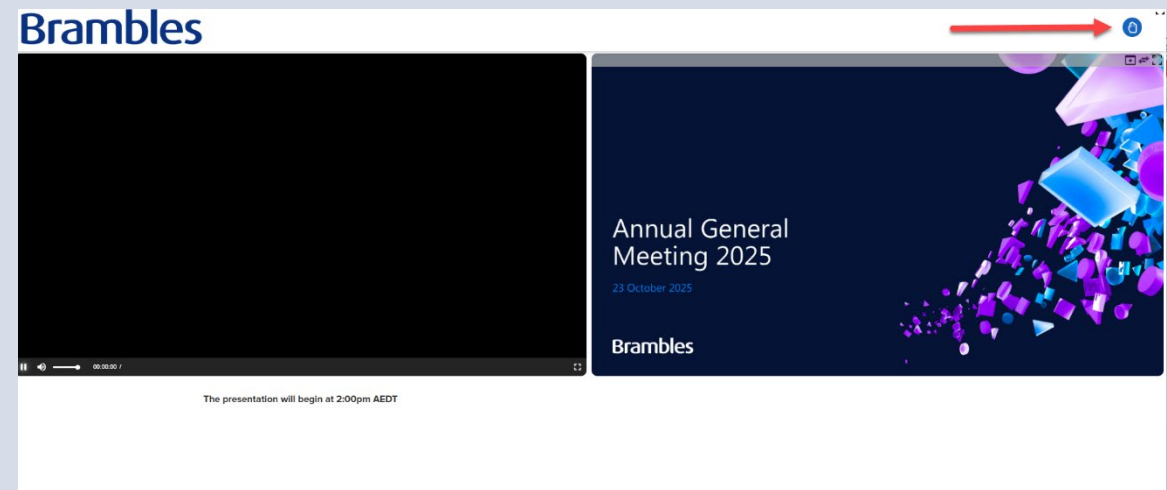 Brambles
Annual General
Meeting 2025
23 October 2025
Brambles
00:00:00 /
The presentation will begin at 2:00pm AEDT